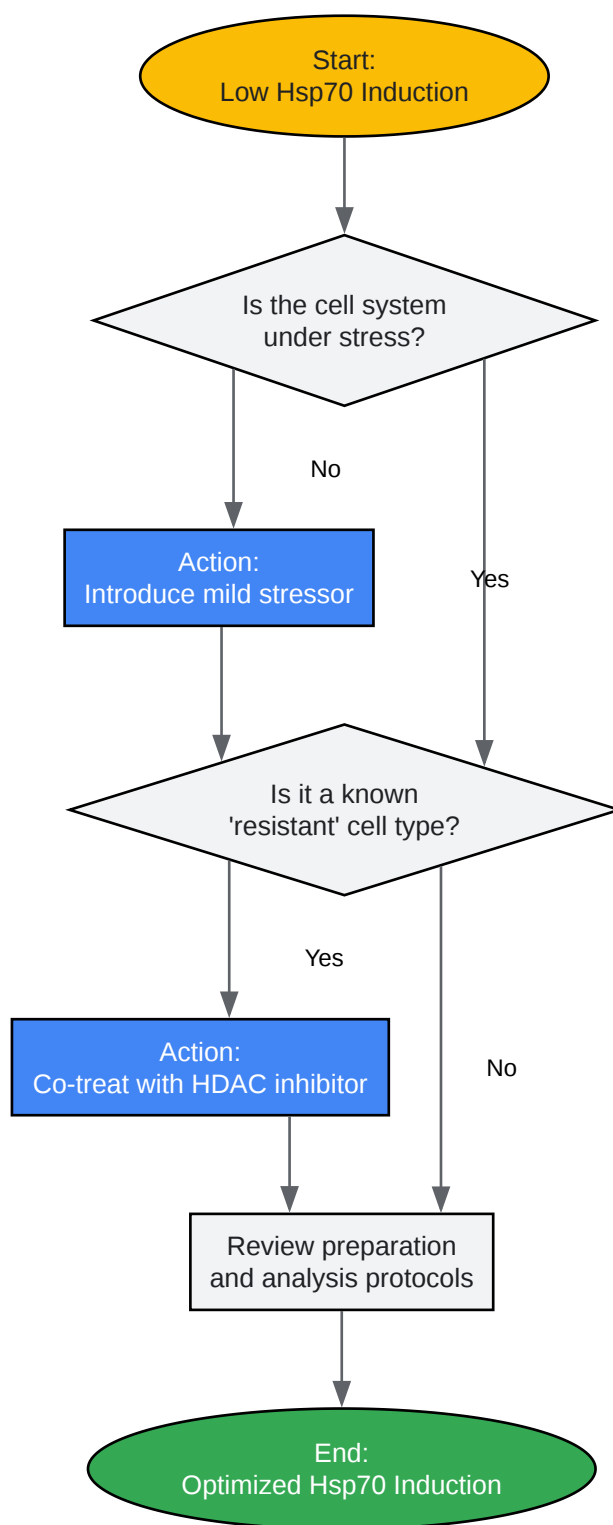 Start:
Low Hsp70 Induction
Is the cell system
under stress?
No
Action:
Introduce mild stressor
Yes
Is it a known
'resistant' cell type?
Yes
Action:
Co-treat with HDAC inhibitor
No
Review preparation
and analysis protocols
End:
Optimized Hsp70 Induction